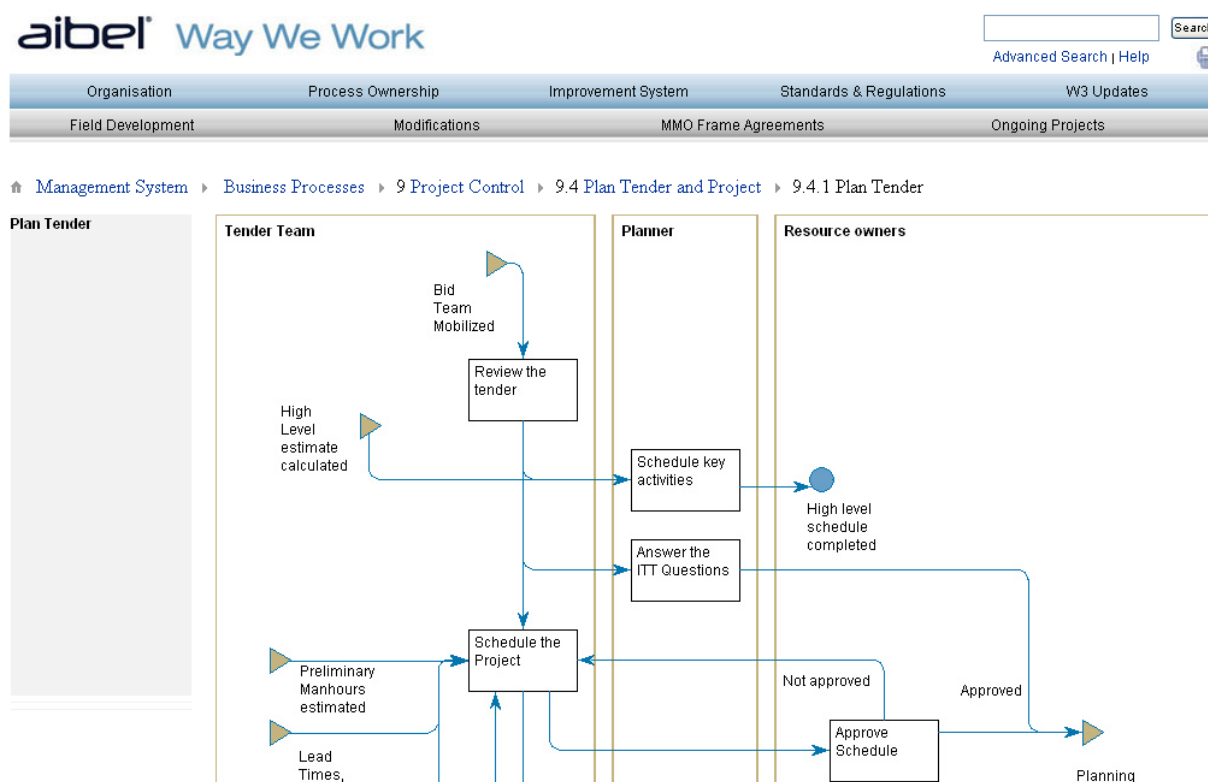 aibel Way We Work
Search
Advanced Search | Help
Organisation Process Ownership Improvement System Standards & Regulations W3 Updates
Field Development Modifications MMO Frame Agreements Ongoing Projects
Management System Business Processes 9 Project Control 9.4 Plan Tender and Project 9.4.1 Plan Tender
Plan Tender
Tender Team
Planner
Resource owners
Bid
Team
Mobilized
Review the
tender
High
Level
estimate
calculated
Schedule key
activities
High level
schedule
completed
Answer the
ITT Questions
Schedule the
Project
Preliminary
Manhours
estimated
Not approved
Approved
Approve
Schedule
Lead
Times,
Planning